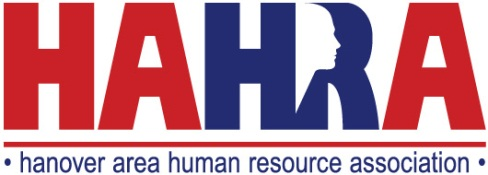 HAHRA
• hanover area human resource association •